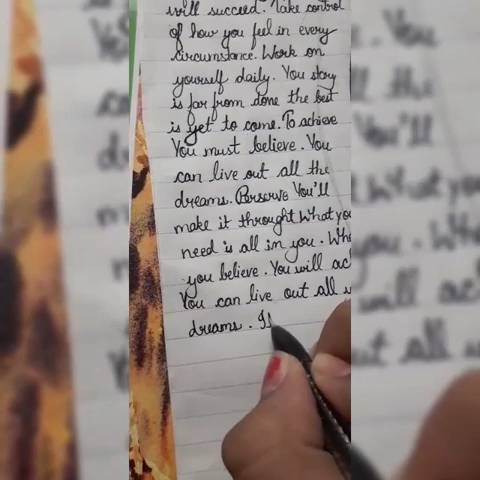 will succeed. Take control
of how you feel in every
circumstance. Work on
yourself daily. You story
is far from done the best
is yet to come. To achieve
You must believe. You
can live out all the
dreams. Perserve You'll
make it throught What you
need is all in you. Whe
you believe. You will ac
You can live out all
dreams. I